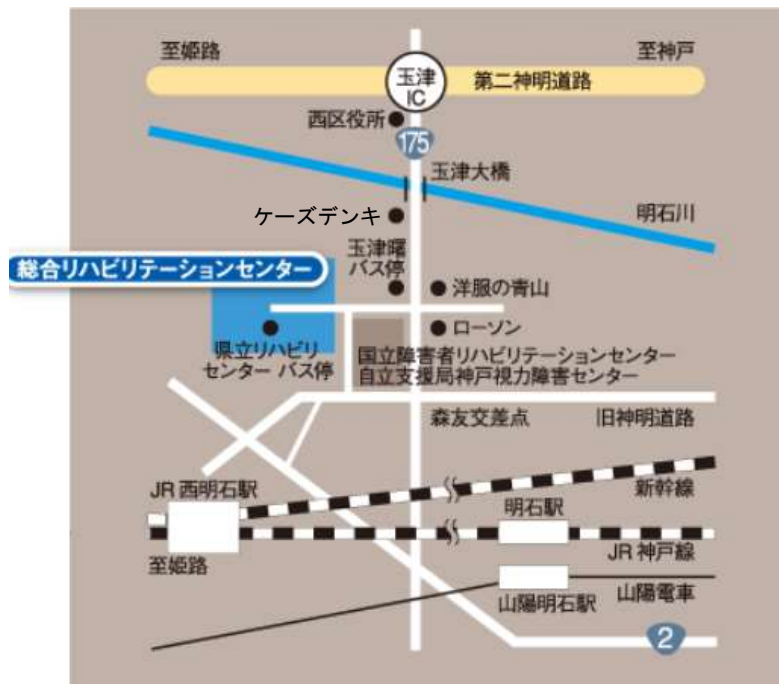 至姫路
至神戸
玉津
IC
第二神明道路
西区役所
175
玉津大橋
ケーズデンキ
明石川
玉津曙
バス停
総合リハビリテーションセンター
洋服の青山
ローソン
県立リハビリ
センター バス停
国立障害者リハビリテーションセンター
自立支援局神戸視力障害センター
森友交差点
旧神明道路
JR 西明石駅
新幹線
明石駅
JR 神戸線
至姫路
山陽電車
山陽明石駅
2